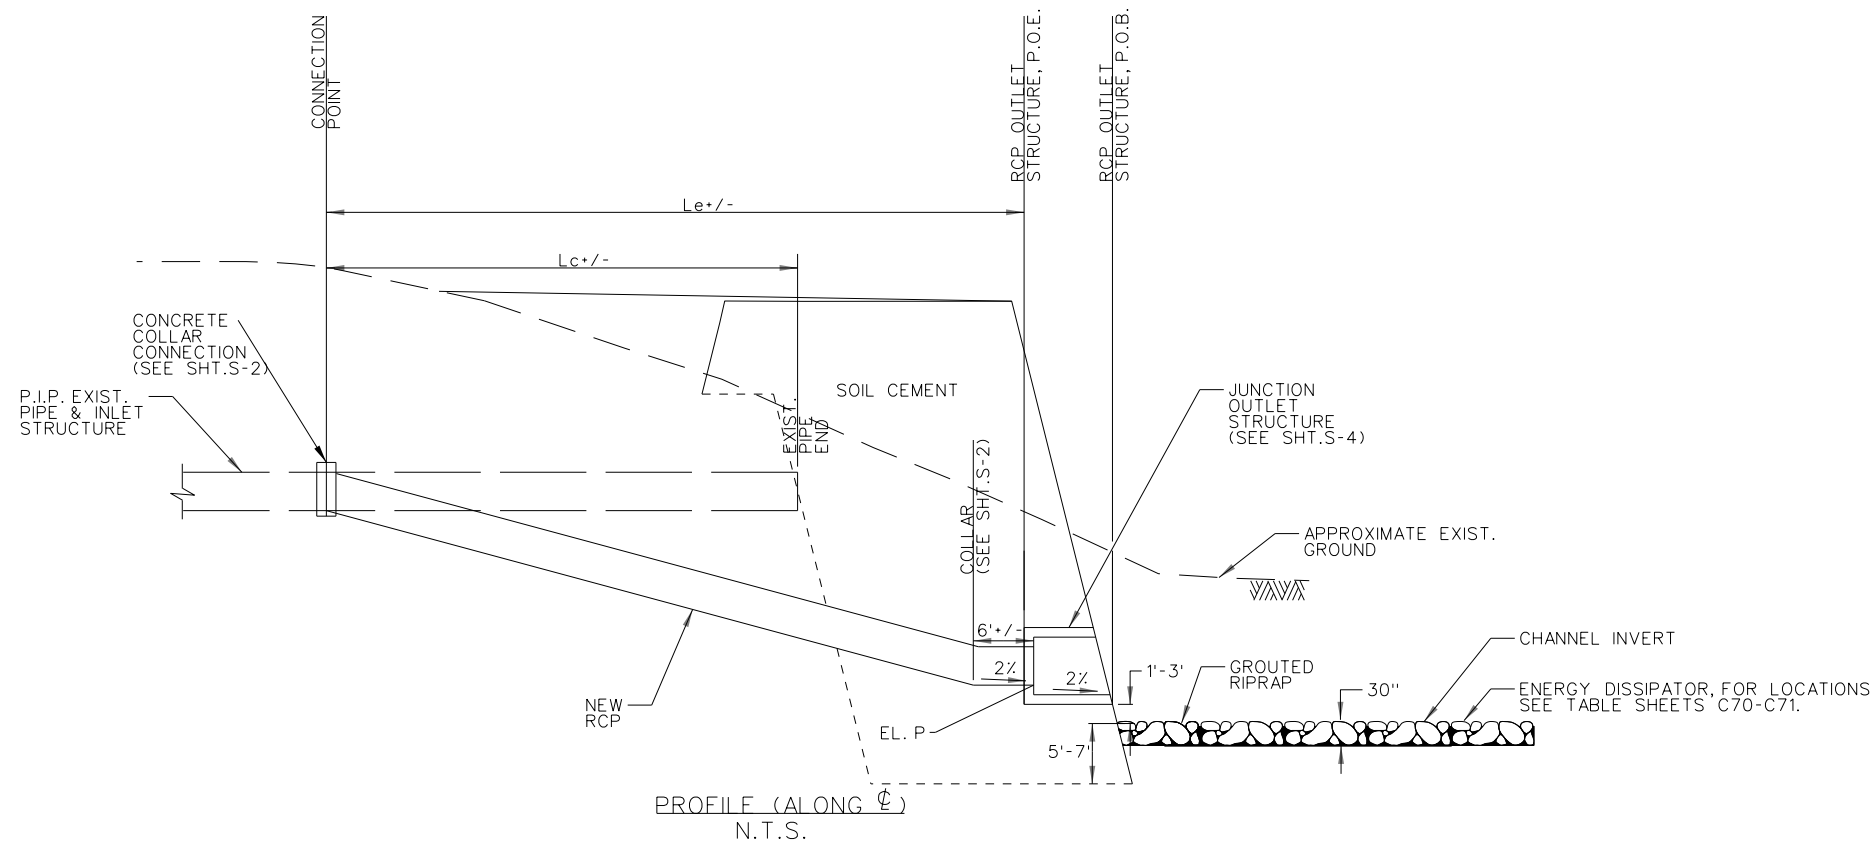 CONNECTION
POINT
RCP OUTLET
STRUCTURE, P.O.E.
RCP OUTLET
STRUCTURE, P.O.B.
Le+/-
Lc+/-
CONCRETE
COLLAR
CONNECTION
(SEE SHT.S-2)
P.I.P. EXIST.
PIPE & INLET
STRUCTURE
SOIL CEMENT
EXIST.
PIPE
END
JUNCTION
OUTLET
STRUCTURE
(SEE SHT.S-4)
COLLAR
(SEE SHT.S-2)
APPROXIMATE EXIST.
GROUND
6'+/-
2%
2%
1'-3"
GROUTED
RIPRAP
30"
CHANNEL INVERT
ENERGY DISSIPATOR, FOR LOCATIONS
SEE TABLE SHEETS C70-C71.
NEW
RCP
EL. P
5'-7"
PROFILE (ALONG ℄)
N.T.S.